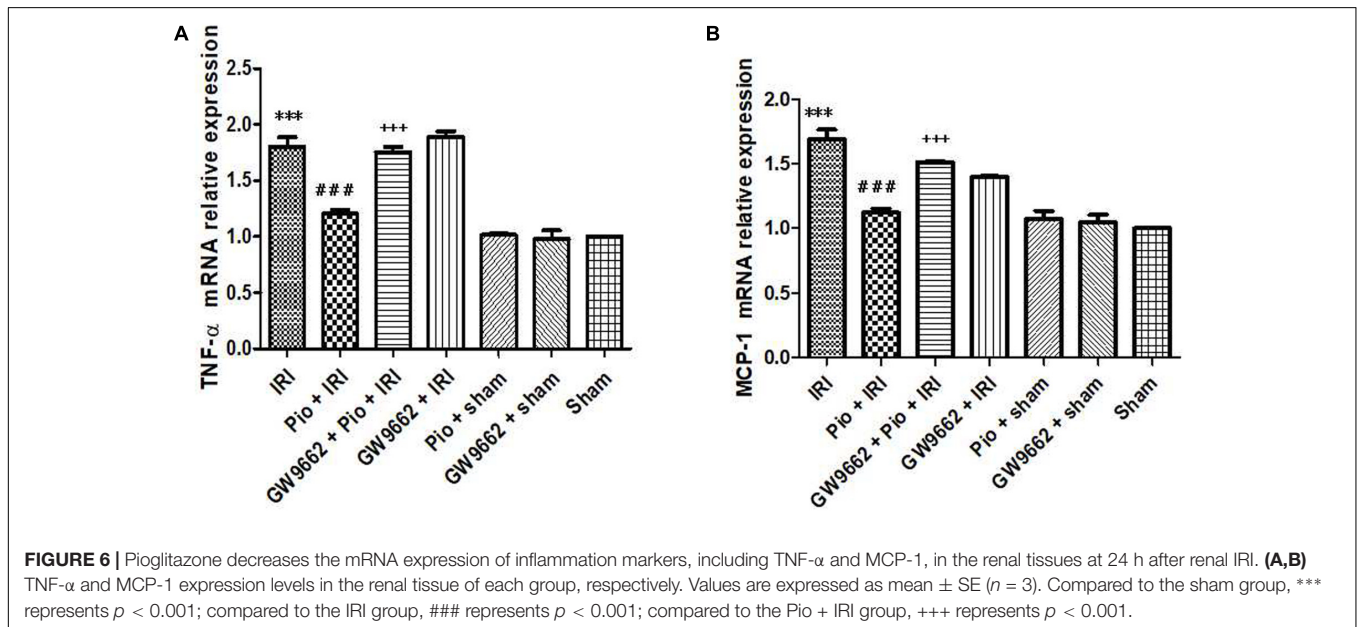 A
TNF-α mRNA relative expression
2.5
2.0
1.5
1.0
0.5
0.0
***
###
+++
IRI
Pio + IRI
GW9662 + Pio + IRI
GW9662 + IRI
Pio + sham
GW9662 + sham
Sham
B
MCP-1 mRNA relative expression
2.0
1.5
1.0
0.5
0.0
***
###
+++
IRI
Pio + IRI
GW9662 + Pio + IRI
GW9662 + IRI
Pio + sham
GW9662 + sham
Sham
FIGURE 6 | Pioglitazone decreases the mRNA expression of inflammation markers, including TNF-α and MCP-1, in the renal tissues at 24 h after renal IRI. (A,B)
TNF-α and MCP-1 expression levels in the renal tissue of each group, respectively. Values are expressed as mean ± SE (n = 3). Compared to the sham group, ***
represents p < 0.001; compared to the IRI group, ### represents p < 0.001; compared to the Pio + IRI group, +++ represents p < 0.001.